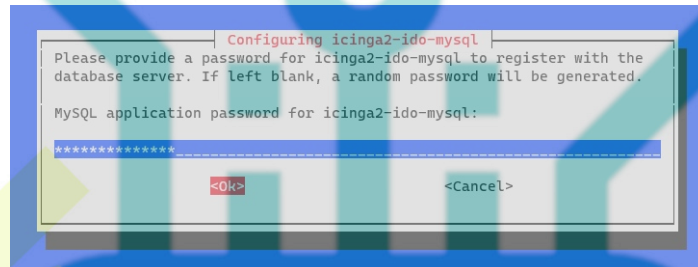 Configuring icinga2-ido-mysql
Please provide a password for icinga2-ido-mysql to register with the
database server. If left blank, a random password will be generated.
MySQL application password for icinga2-ido-mysql:
**************
<Ok> <Cancel>